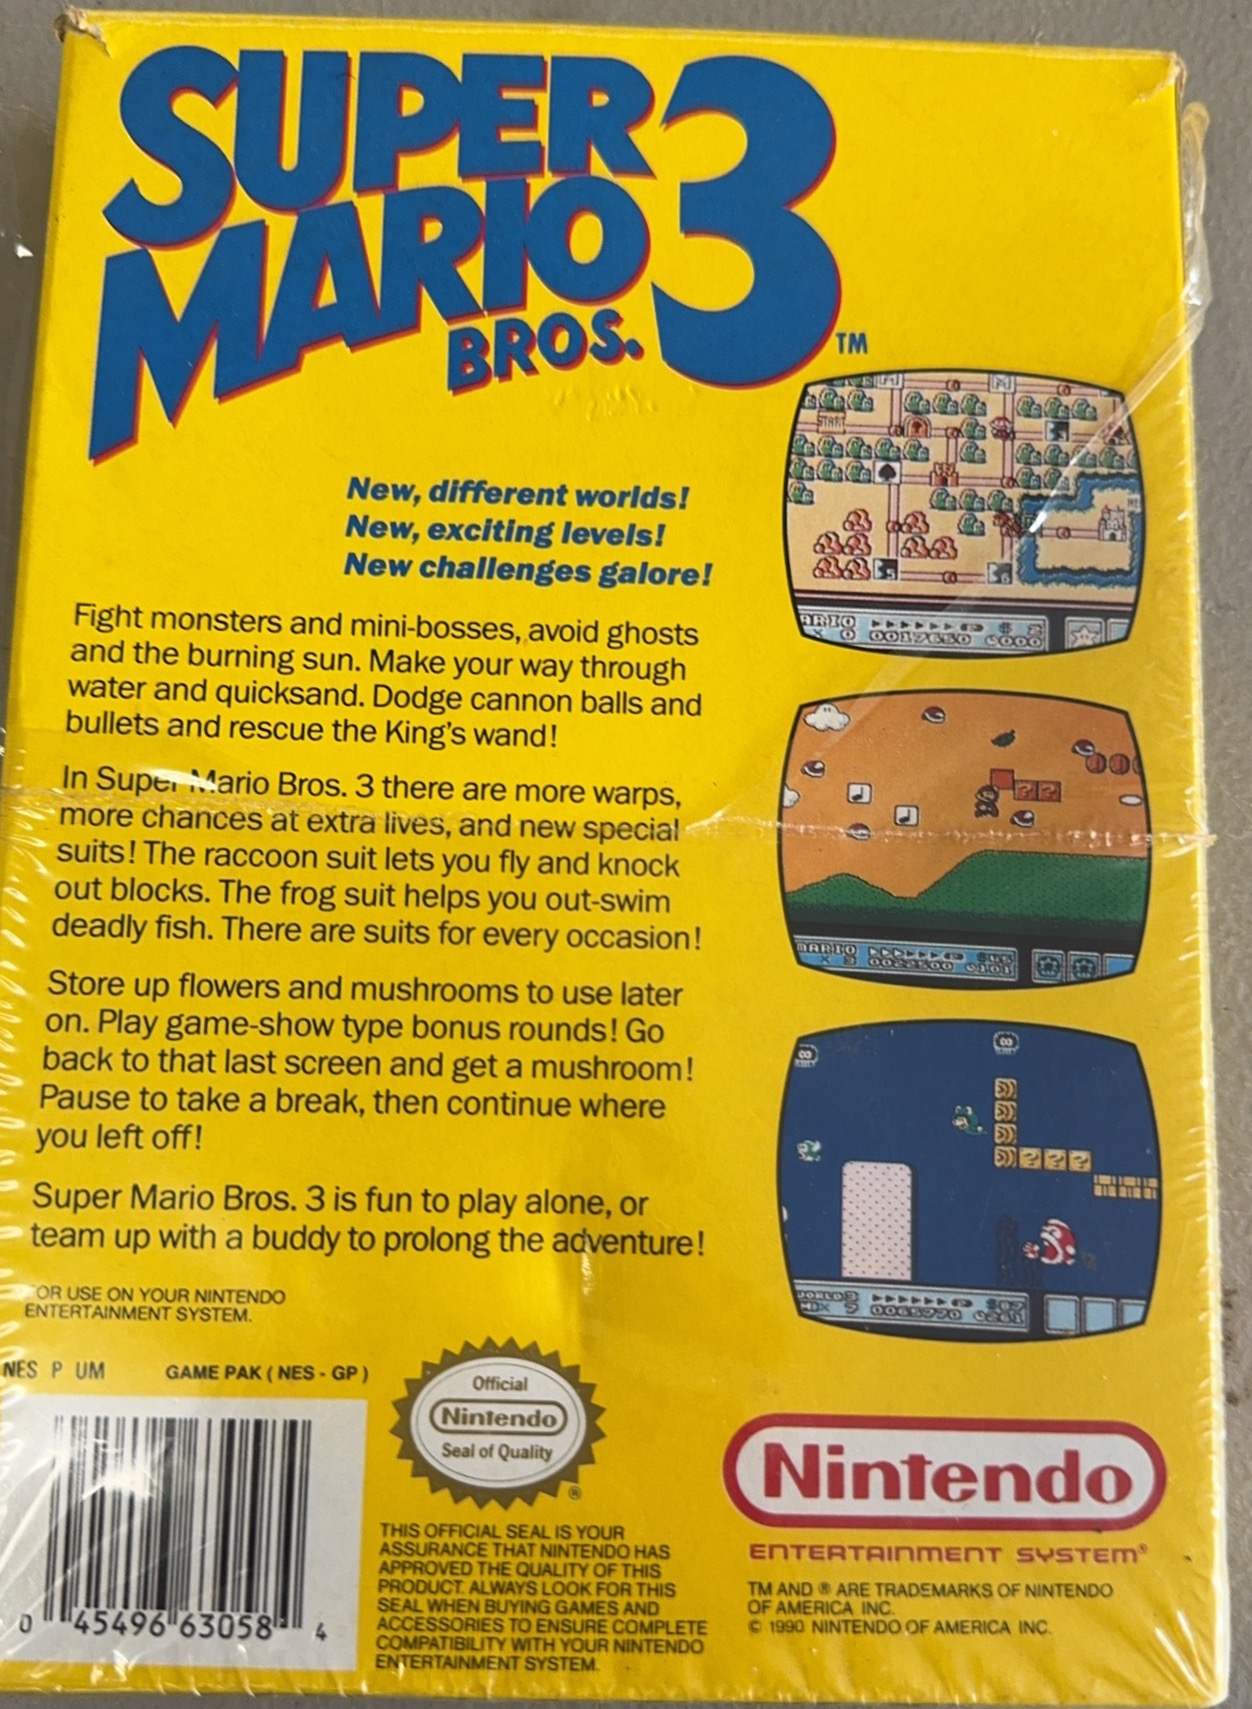 SUPER
MARIO
BROS. 3 TM
New, different worlds!
New, exciting levels!
New challenges galore!
Fight monsters and mini-bosses, avoid ghosts
and the burning sun. Make your way through
water and quicksand. Dodge cannon balls and
bullets and rescue the King's wand!
In Super Mario Bros. 3 there are more warps,
more chances at extra lives, and new special
suits! The raccoon suit lets you fly and knock
out blocks. The frog suit helps you out-swim
deadly fish. There are suits for every occasion!
Store up flowers and mushrooms to use later
on. Play game-show type bonus rounds! Go
back to that last screen and get a mushroom!
Pause to take a break, then continue where
you left off!
Super Mario Bros. 3 is fun to play alone, or
team up with a buddy to prolong the adventure!
START
ARIO
0017650 000
MARIO
0022500 101
WORLD 3
0065770 261
OR USE ON YOUR NINTENDO
ENTERTAINMENT SYSTEM.
NES P UM GAME PAK ( NES - GP )
0 45496 63058 4
Official
Nintendo
Seal of Quality
®
THIS OFFICIAL SEAL IS YOUR
ASSURANCE THAT NINTENDO HAS
APPROVED THE QUALITY OF THIS
PRODUCT. ALWAYS LOOK FOR THIS
SEAL WHEN BUYING GAMES AND
ACCESSORIES TO ENSURE COMPLETE
COMPATIBILITY WITH YOUR NINTENDO
ENTERTAINMENT SYSTEM.
Nintendo
ENTERTAINMENT SYSTEM®
TM AND ® ARE TRADEMARKS OF NINTENDO
OF AMERICA INC.
© 1990 NINTENDO OF AMERICA INC.